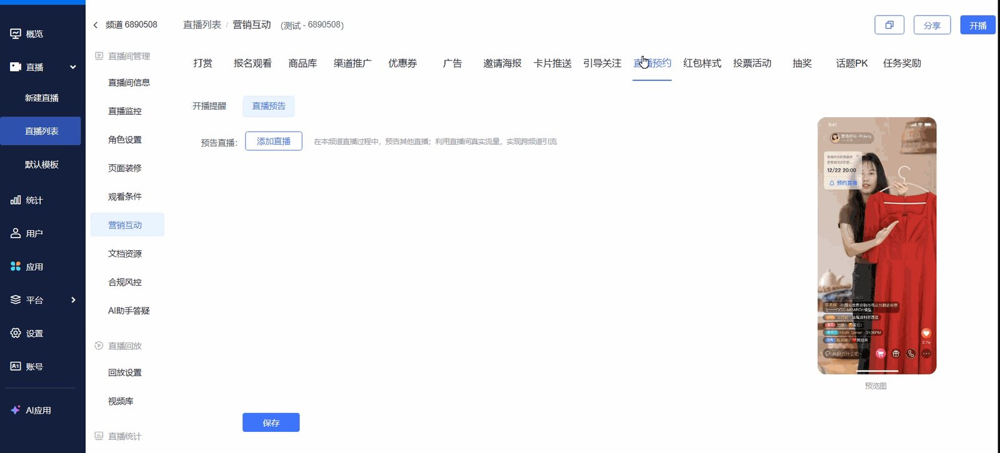 概览
直播
新建直播
直播列表
默认模板
统计
用户
应用
平台
设置
账号
AI应用
频道 6890508
直播间管理
直播间信息
直播监控
角色设置
页面装修
观看条件
营销互动
文档资源
合规风控
AI助手答疑
直播回放
回放设置
视频库
直播统计
直播列表 / 营销互动 (测试 - 6890508)
分享
开播
打赏 报名观看 商品库 渠道推广 优惠券 广告 邀请海报 卡片推送 引导关注 直播预约 红包样式 投票活动 抽奖 话题PK 任务奖励
开播提醒 直播预告
预告直播： 添加直播 在本频道直播过程中，预告其他直播；利用直播间真实流量，实现跨频道引流
保存
9:41
12/22 20:00
预约直播
2.7w
预览图